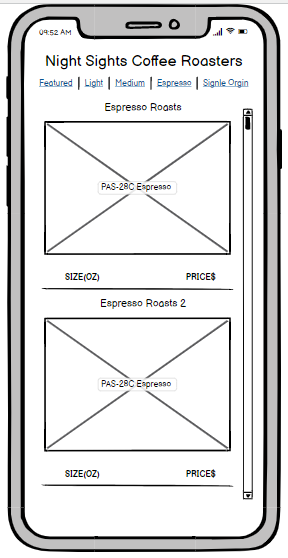 09:52 AM
Night Sights Coffee Roasters
Featured | Light | Medium | Espresso | Signle Orgin
Espresso Roasts
PAS-28C Espresso
SIZE(OZ) PRICE$
Espresso Roasts 2
PAS-28C Espresso
SIZE(OZ) PRICE$